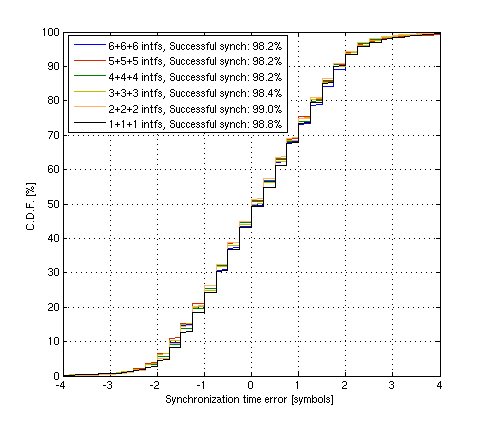 100
90
80
70
60
50
40
30
20
10
0
C.D.F. [%]
6+6+6 intfs, Successful synch: 98.2%
5+5+5 intfs, Successful synch: 98.2%
4+4+4 intfs, Successful synch: 98.2%
3+3+3 intfs, Successful synch: 98.4%
2+2+2 intfs, Successful synch: 99.0%
1+1+1 intfs, Successful synch: 98.8%
-4 -3 -2 -1 0 1 2 3 4
Synchronization time error [symbols]